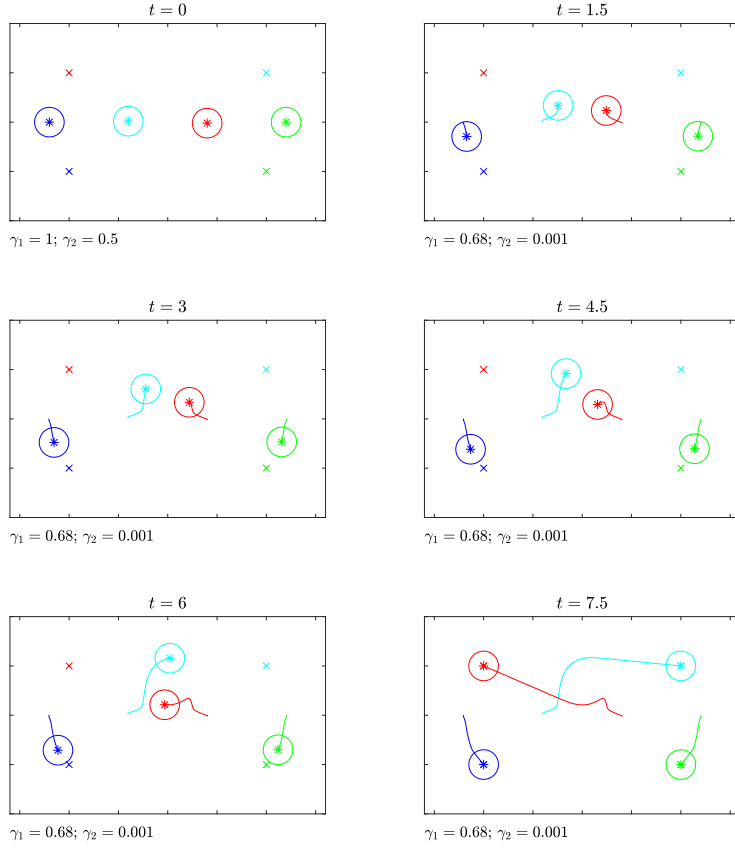 t = 0
t = 1.5
γ₁ = 1; γ₂ = 0.5
γ₁ = 0.68; γ₂ = 0.001
t = 3
t = 4.5
γ₁ = 0.68; γ₂ = 0.001
γ₁ = 0.68; γ₂ = 0.001
t = 6
t = 7.5
γ₁ = 0.68; γ₂ = 0.001
γ₁ = 0.68; γ₂ = 0.001